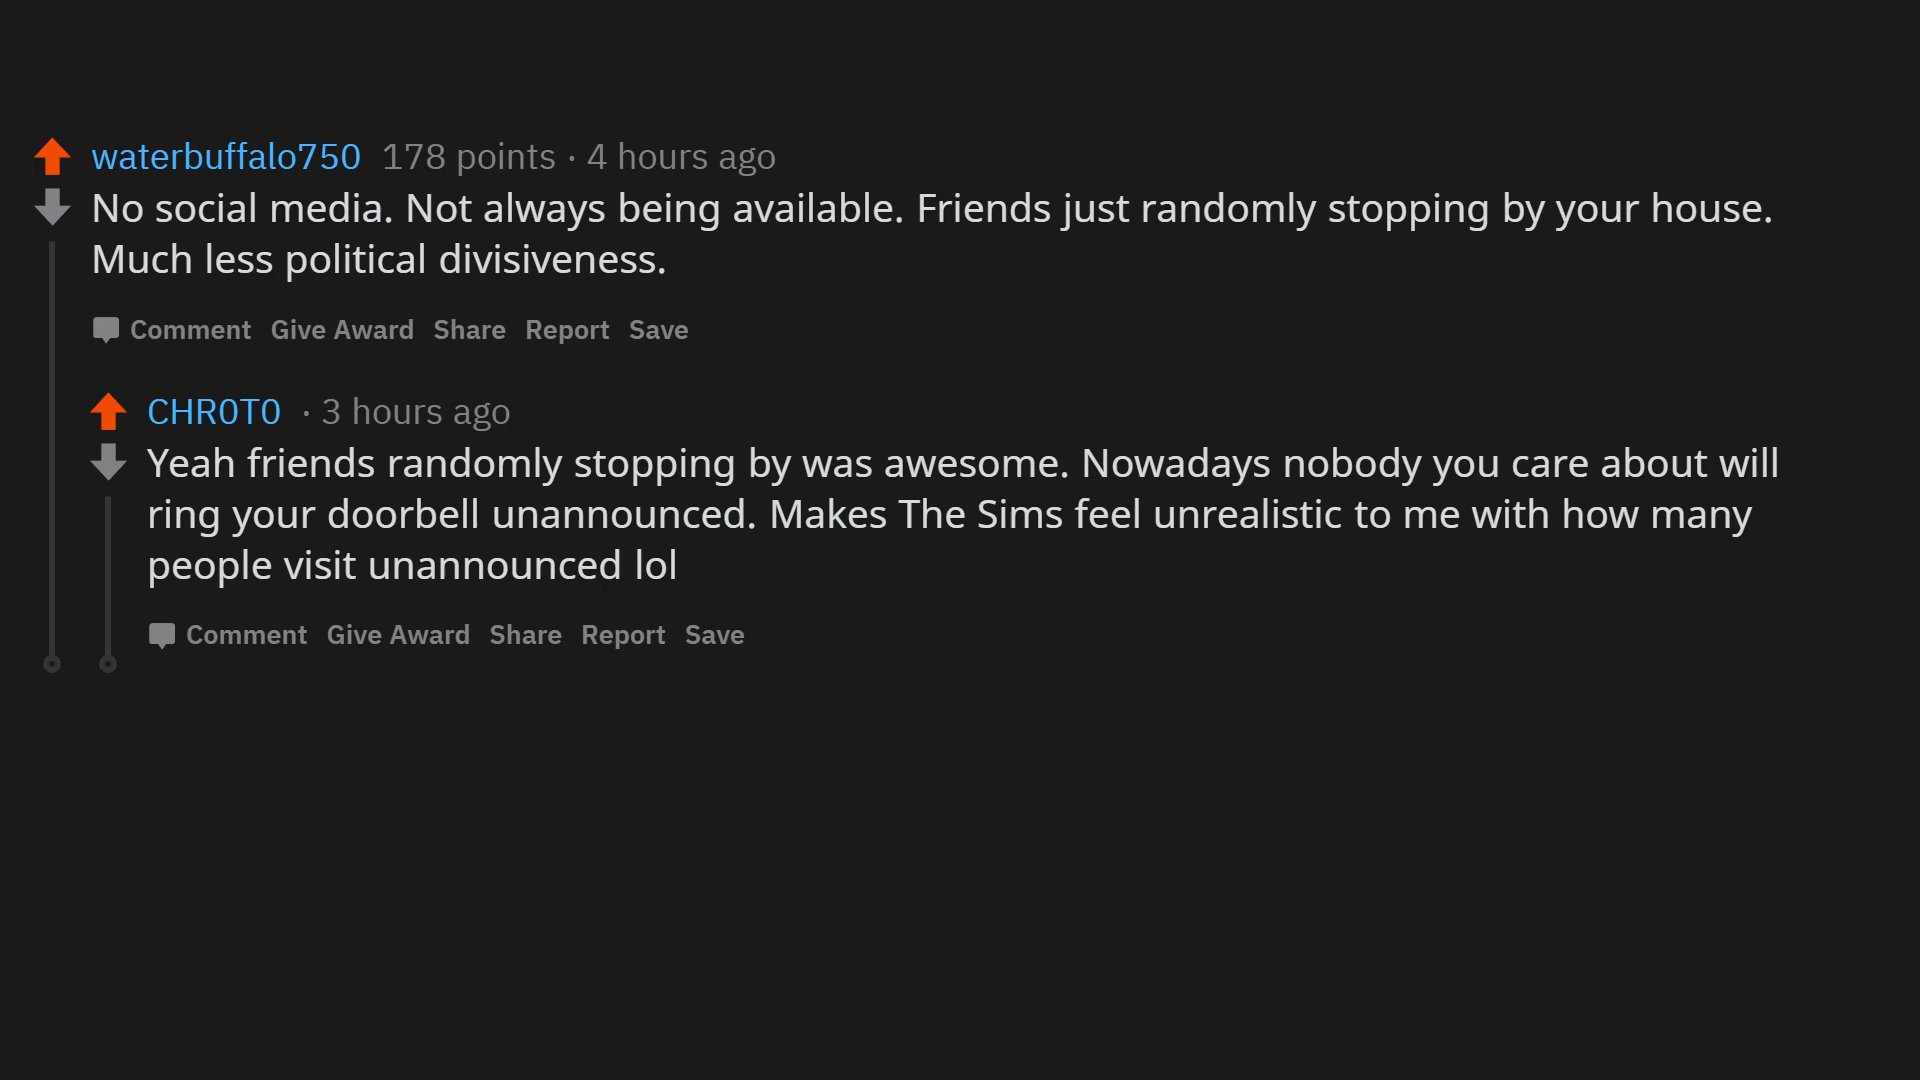 waterbuffalo750 178 points · 4 hours ago
No social media. Not always being available. Friends just randomly stopping by your house.
Much less political divisiveness.
Comment Give Award Share Report Save
CHR0T0 · 3 hours ago
Yeah friends randomly stopping by was awesome. Nowadays nobody you care about will
ring your doorbell unannounced. Makes The Sims feel unrealistic to me with how many
people visit unannounced lol
Comment Give Award Share Report Save